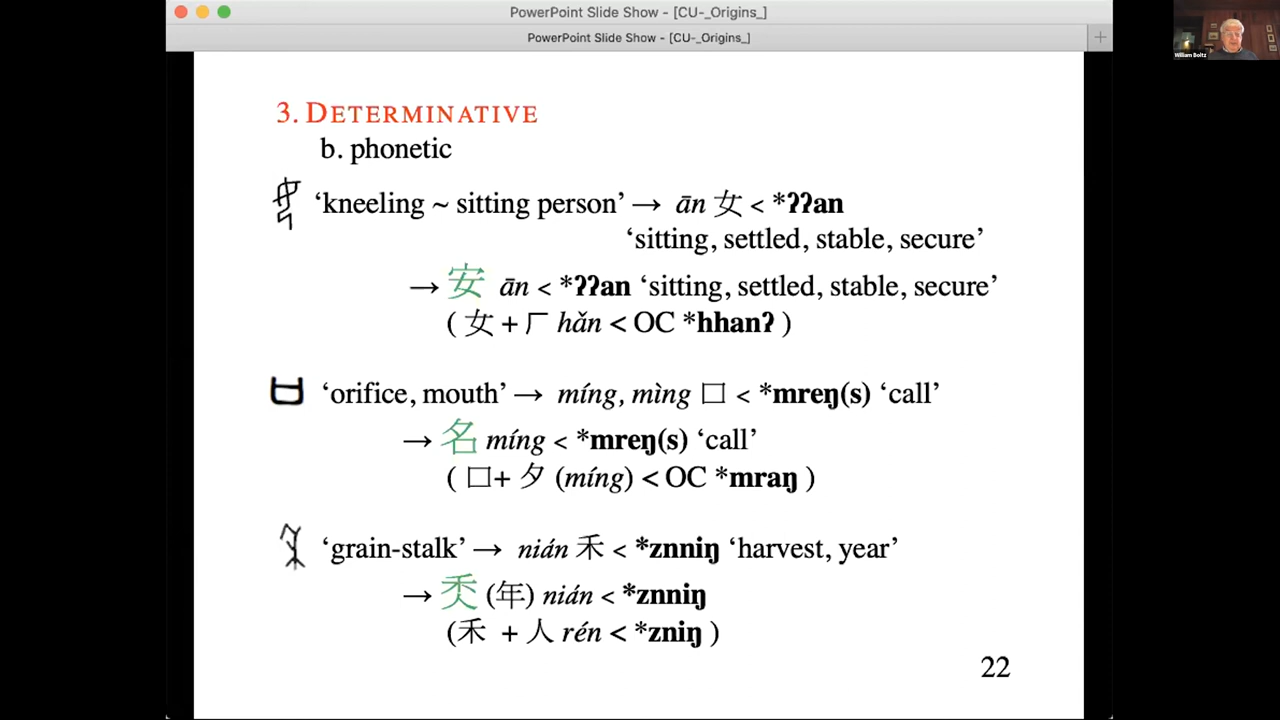 PowerPoint Slide Show - [CU-_Origins_]
PowerPoint Slide Show - [CU-_Origins_]
William Boltz
3. DETERMINATIVE
b. phonetic
‘kneeling ~ sitting person’ → ān 女 < *ʔʔan
‘sitting, settled, stable, secure’
→ 安 ān < *ʔʔan ‘sitting, settled, stable, secure’
( 女 + 厂 hǎn < OC *hhanʔ )
‘orifice, mouth’ → míng, mìng 口 < *mreŋ(s) ‘call’
→ 名 míng < *mreŋ(s) ‘call’
( 口+ 夕 (míng) < OC *mraŋ )
‘grain-stalk’ → nián 禾 < *znniŋ ‘harvest, year’
→ 秂 (年) nián < *znniŋ
(禾 + 人 rén < *zniŋ )
22